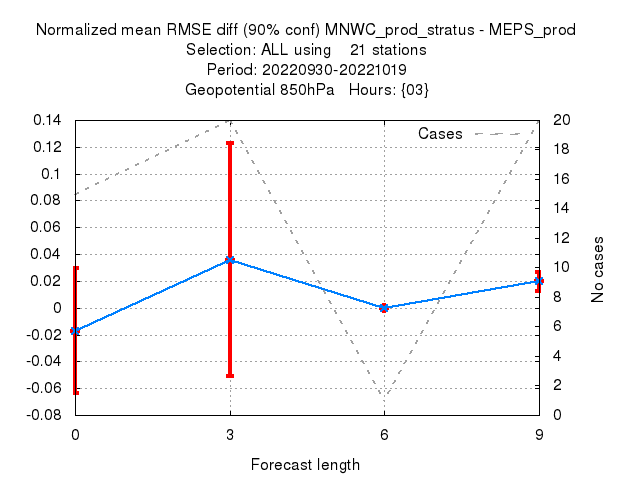 Normalized mean RMSE diff (90% conf) MNWC_prod_stratus - MEPS_prod
Selection: ALL using 21 stations
Period: 20220930-20221019
Geopotential 850hPa Hours: {03}
Cases
0.14
0.12
0.1
0.08
0.06
0.04
0.02
0
-0.02
-0.04
-0.06
-0.08
20
18
16
14
12
10
8
6
4
2
0
No cases
0 3 6 9
Forecast length